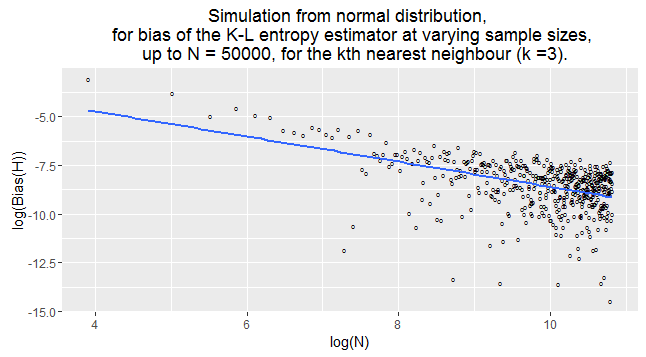 Simulation from normal distribution,
for bias of the K-L entropy estimator at varying sample sizes,
up to N = 50000, for the kth nearest neighbour (k =3).
log(Bias(H))
-5.0
-7.5
-10.0
-12.5
-15.0
4 6 8 10
log(N)